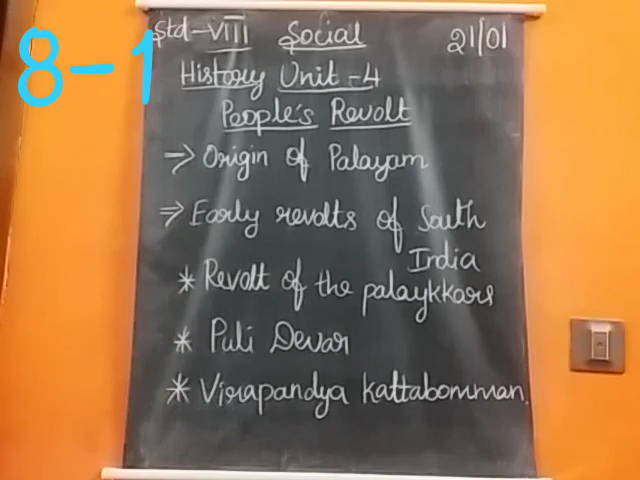 8-1
Std-VIII Social 21/01
History Unit-4
People's Revolt
⇒ Origin of Palayam
⇒ Early revolts of South
India
* Revolt of the palaykkars
* Puli Devar
* Virapandya kattabomman.